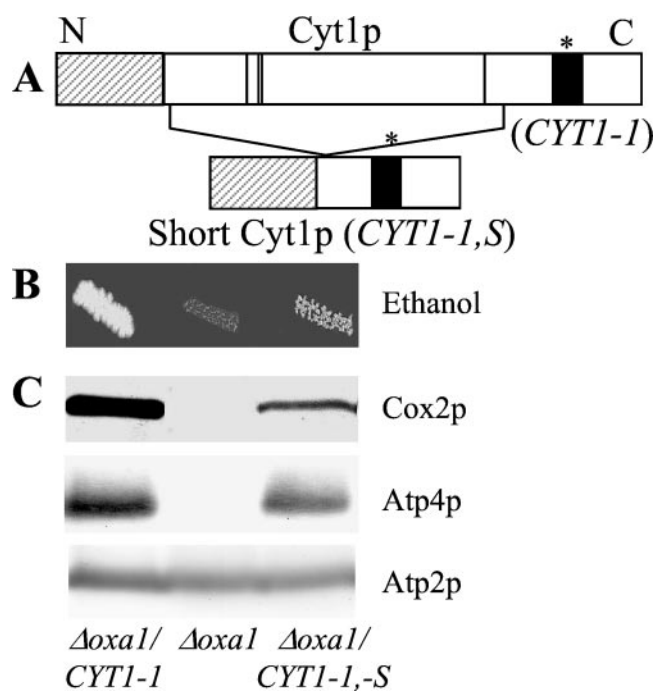 N Cyt1p * C
A
(CYT1-1)
*
Short Cyt1p (CYT1-1,S)
B Ethanol
C Cox2p
Atp4p
Atp2p
Δoxa1/ Δoxa1 Δoxa1/
CYT1-1 CYT1-1,-S